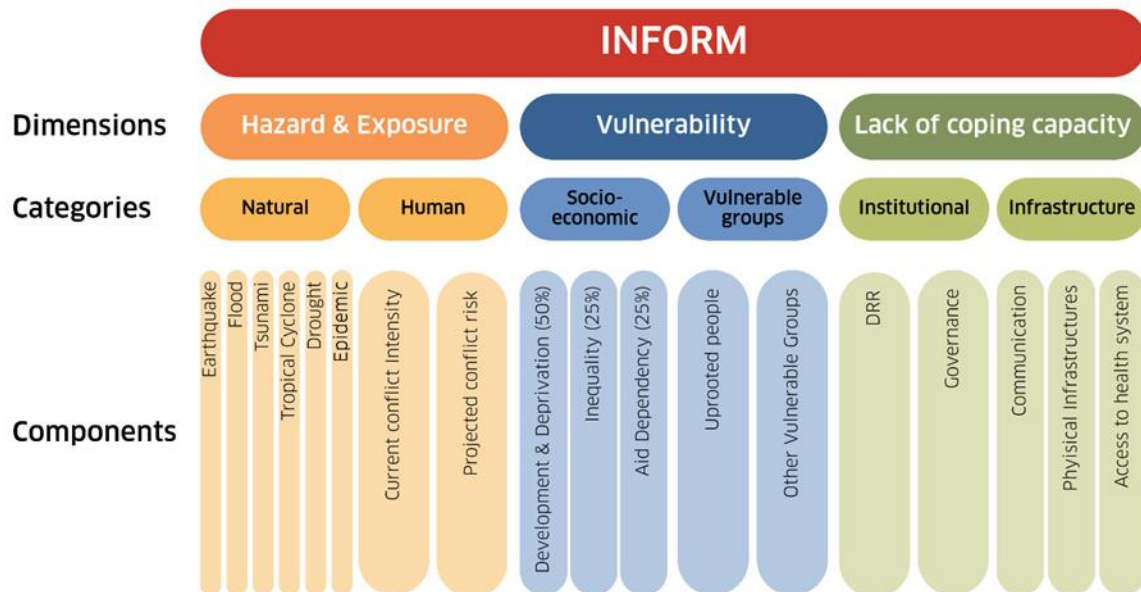 INFORM
Dimensions
Hazard & Exposure
Vulnerability
Lack of coping capacity
Categories
Natural
Human
Socio-
economic
Vulnerable
groups
Institutional
Infrastructure
Components
Earthquake
Flood
Tsunami
Tropical Cyclone
Drought
Epidemic
Current conflict Intensity
Projected conflict risk
Development & Deprivation (50%)
Inequality (25%)
Aid Dependency (25%)
Uprooted people
Other Vulnerable Groups
DRR
Governance
Communication
Phyisical Infrastructures
Access to health system